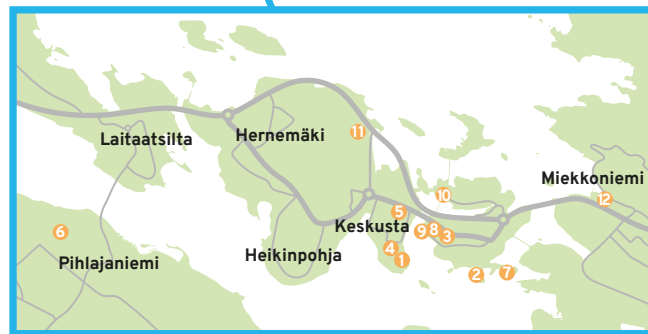 11
Laitaatsilta
Hernemäki
Miekkoniemi
10
12
5
Keskusta
9
8
3
6
4
Pihlajaniemi
Heikinpohja
1
2
7